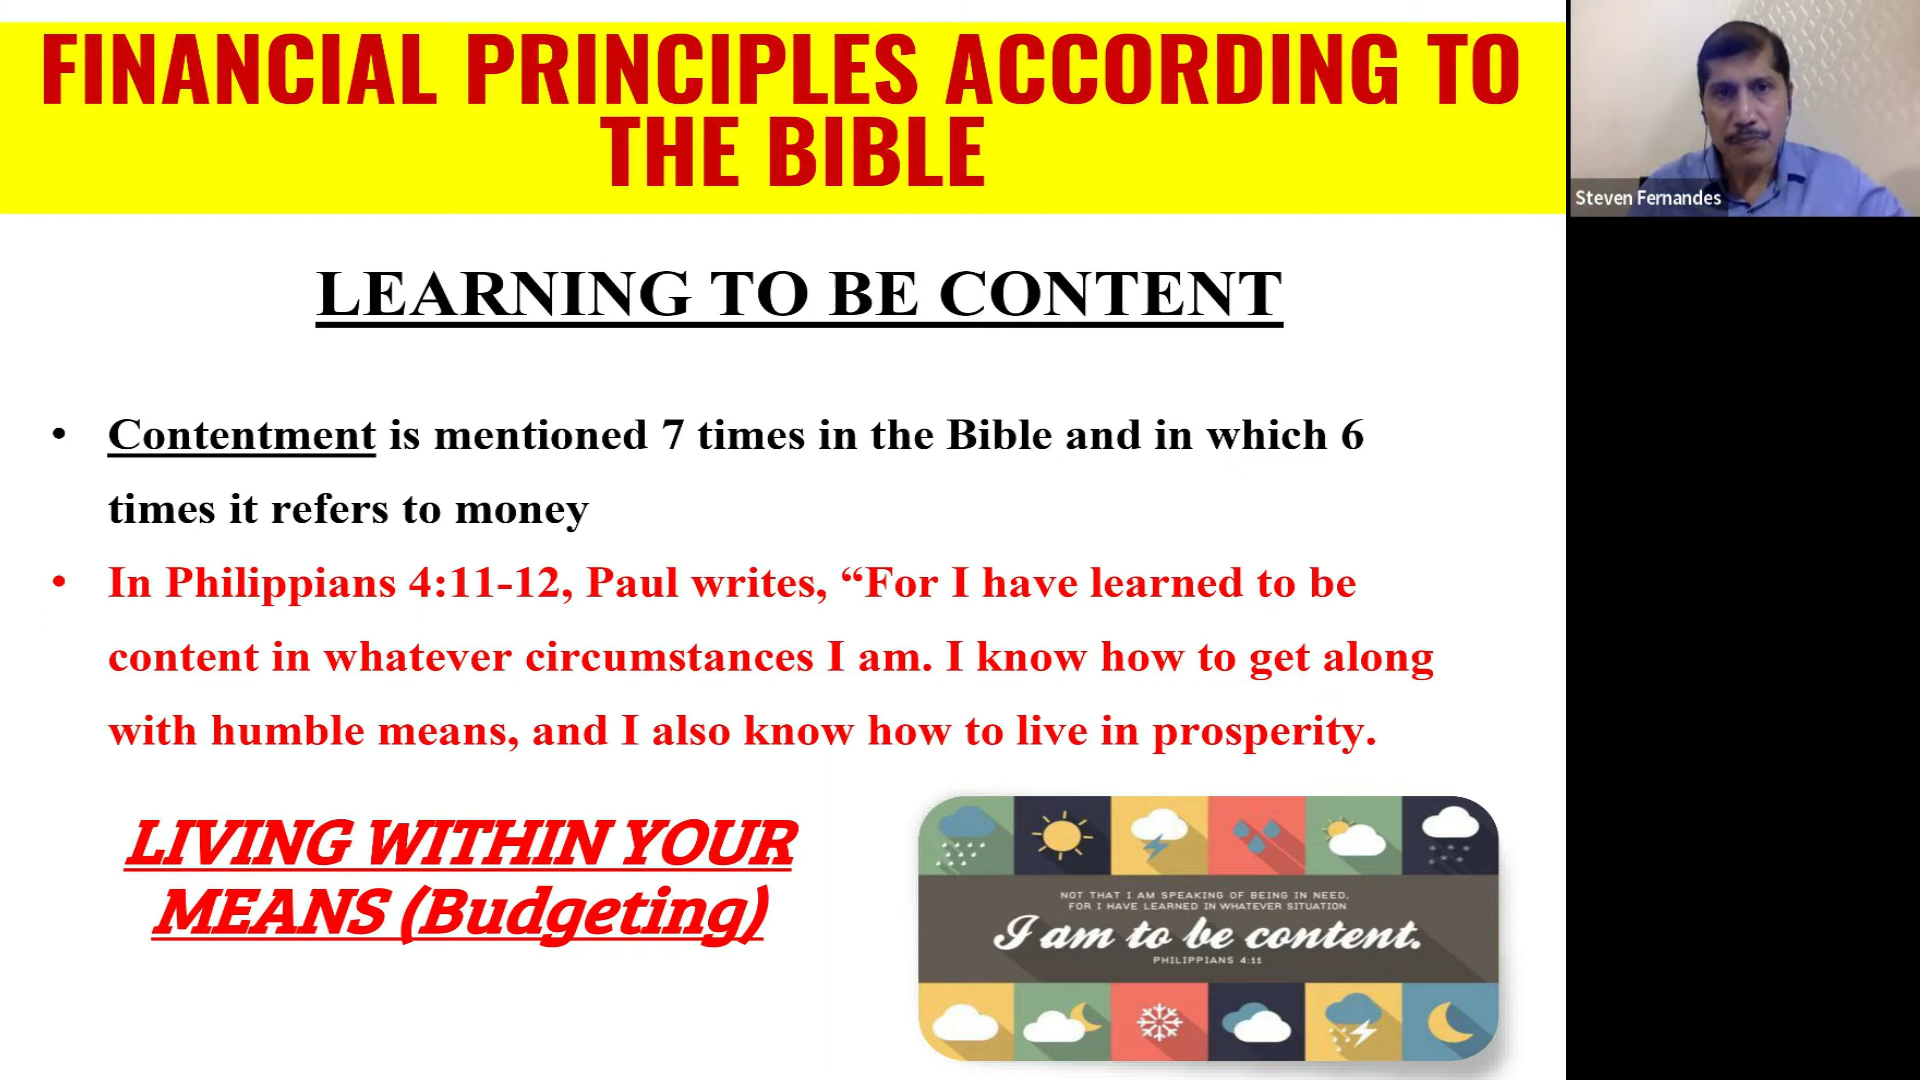 FINANCIAL PRINCIPLES ACCORDING TO
THE BIBLE
Steven Fernandes
LEARNING TO BE CONTENT
• Contentment is mentioned 7 times in the Bible and in which 6
times it refers to money
• In Philippians 4:11-12, Paul writes, “For I have learned to be
content in whatever circumstances I am. I know how to get along
with humble means, and I also know how to live in prosperity.
LIVING WITHIN YOUR
MEANS (Budgeting)
NOT THAT I AM SPEAKING OF BEING IN NEED,
FOR I HAVE LEARNED IN WHATEVER SITUATION
I am to be content.
PHILIPPIANS 4:11